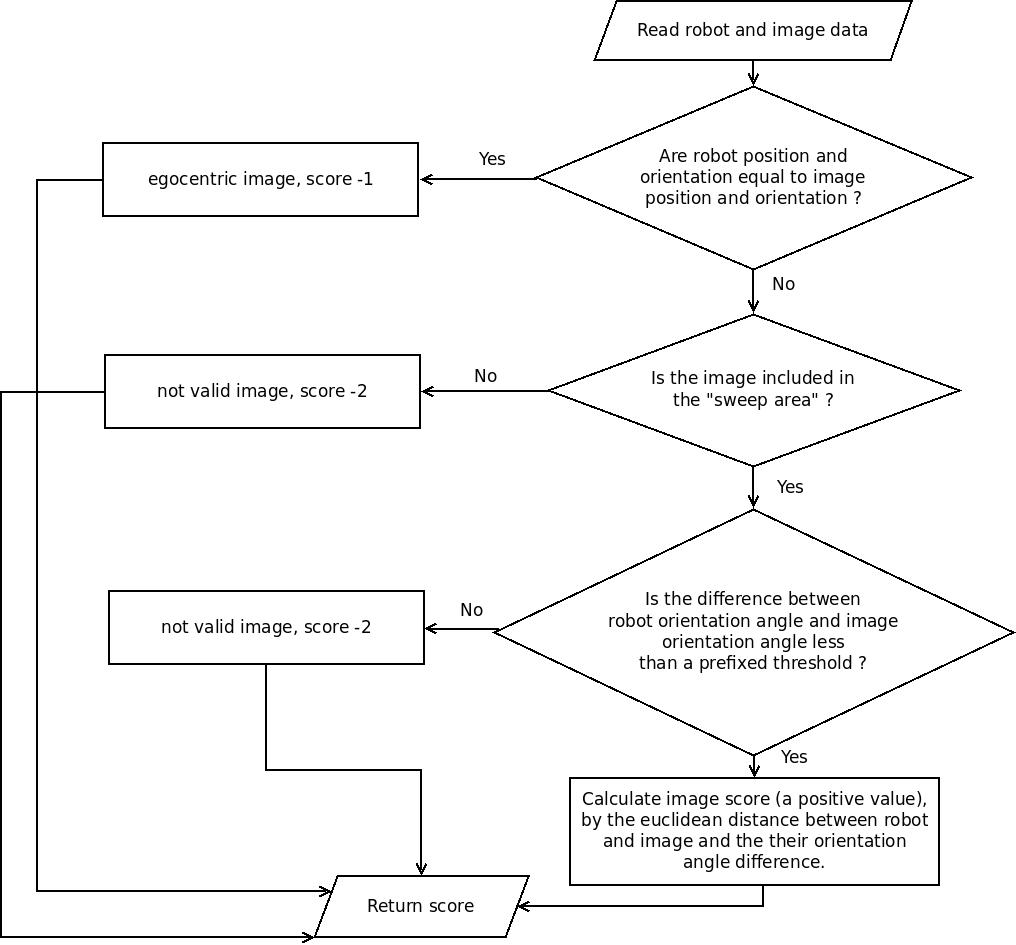 Read robot and image data
Are robot position and
orientation equal to image
position and orientation ?
Yes
egocentric image, score -1
No
Is the image included in
the "sweep area" ?
No
not valid image, score -2
Yes
Is the difference between
robot orientation angle and image
orientation angle less
than a prefixed threshold ?
No
not valid image, score -2
Yes
Calculate image score (a positive value),
by the euclidean distance between robot
and image and the their orientation
angle difference.
Return score